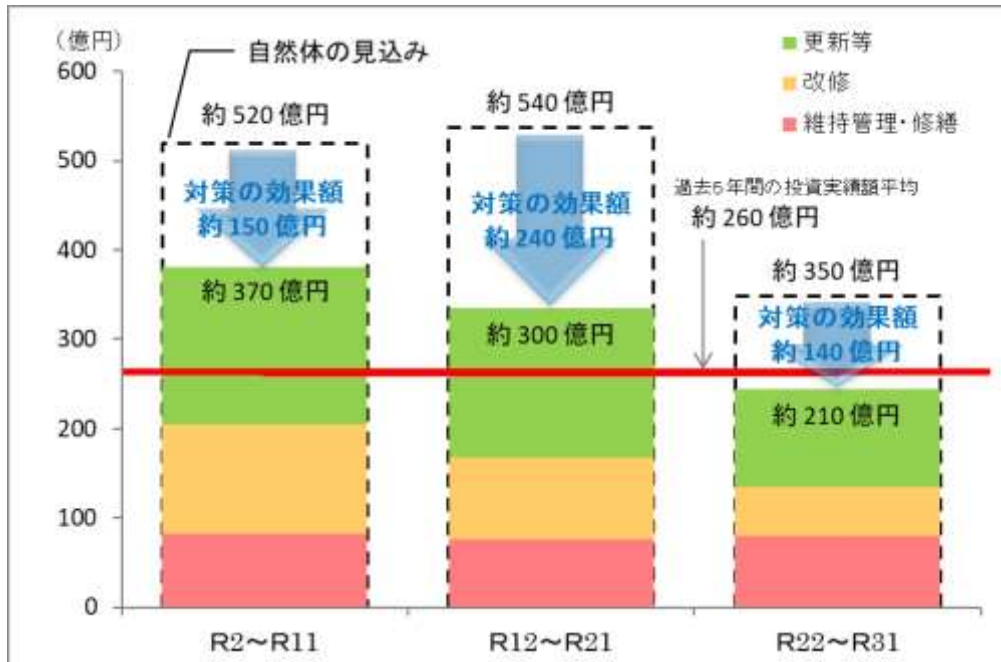 (億円)
自然体の見込み
更新等
改修
維持管理・修繕
600
500
400
300
200
100
0
約 520 億円
対策の効果額
約 150 億円
約 370 億円
約 540 億円
対策の効果額
約 240 億円
約 300 億円
過去5年間の投資実績額平均
約 260 億円
約 350 億円
対策の効果額
約 140 億円
約 210 億円
R2～R11
R12～R21
R22～R31